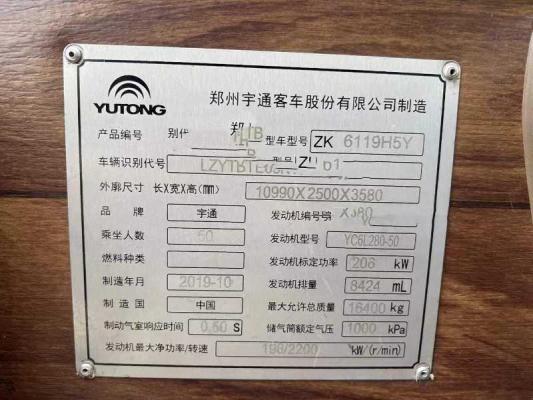 YUTONG
郑州宇通客车股份有限公司制造
产品编号 别代 郑 型车型号 ZK 6119H5Y
车辆识别代号
外廓尺寸 长X宽X高(mm) 10990X2500X3580
品 牌 宇通 发动机编号
乘坐人数 50 发动机型号 YC6L280-50
燃料种类 发动机标定功率 206 kW
制造年月 2019-10 发动机排量 8424 mL
制 造 国 中国 最大允许总质量 16400 kg
制动气室响应时间 0.60 S 储气筒额定气压 1000 kPa
发动机最大净功率/转速 198/2200 kW/(r/min)